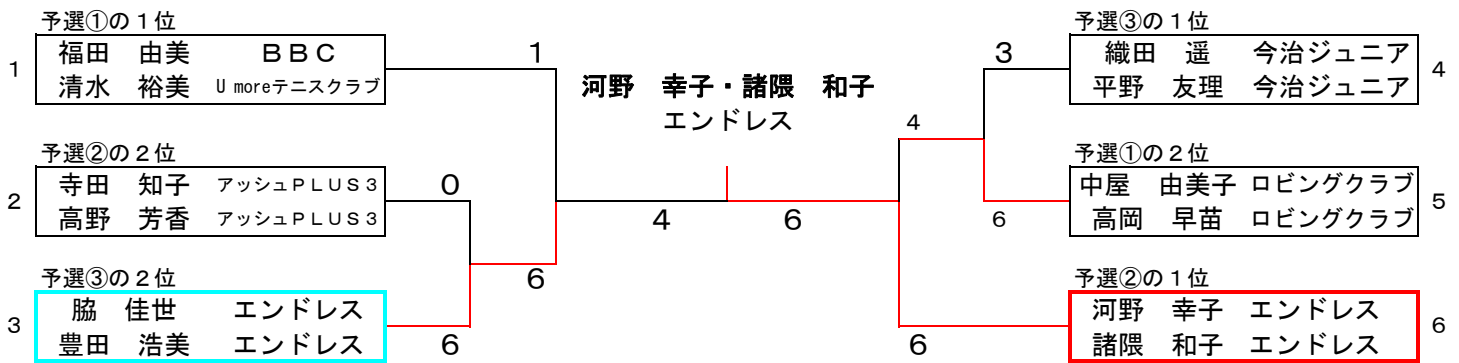 予選①の1位
1
福田　由美　ＢＢＣ
清水　裕美　U moreテニスクラブ
1
予選②の2位
2
寺田　知子　アッシュＰＬＵＳ３
高野　芳香　アッシュＰＬＵＳ３
0
予選③の2位
3
脇　佳世　エンドレス
豊田　浩美　エンドレス
6
6
河野　幸子・諸隈　和子
エンドレス
4
6
予選③の1位
3
織田　遥　今治ジュニア
平野　友理　今治ジュニア
4
4
予選①の2位
中屋　由美子　ロビングクラブ
高岡　早苗　ロビングクラブ
5
6
予選②の1位
河野　幸子　エンドレス
諸隈　和子　エンドレス
6
6